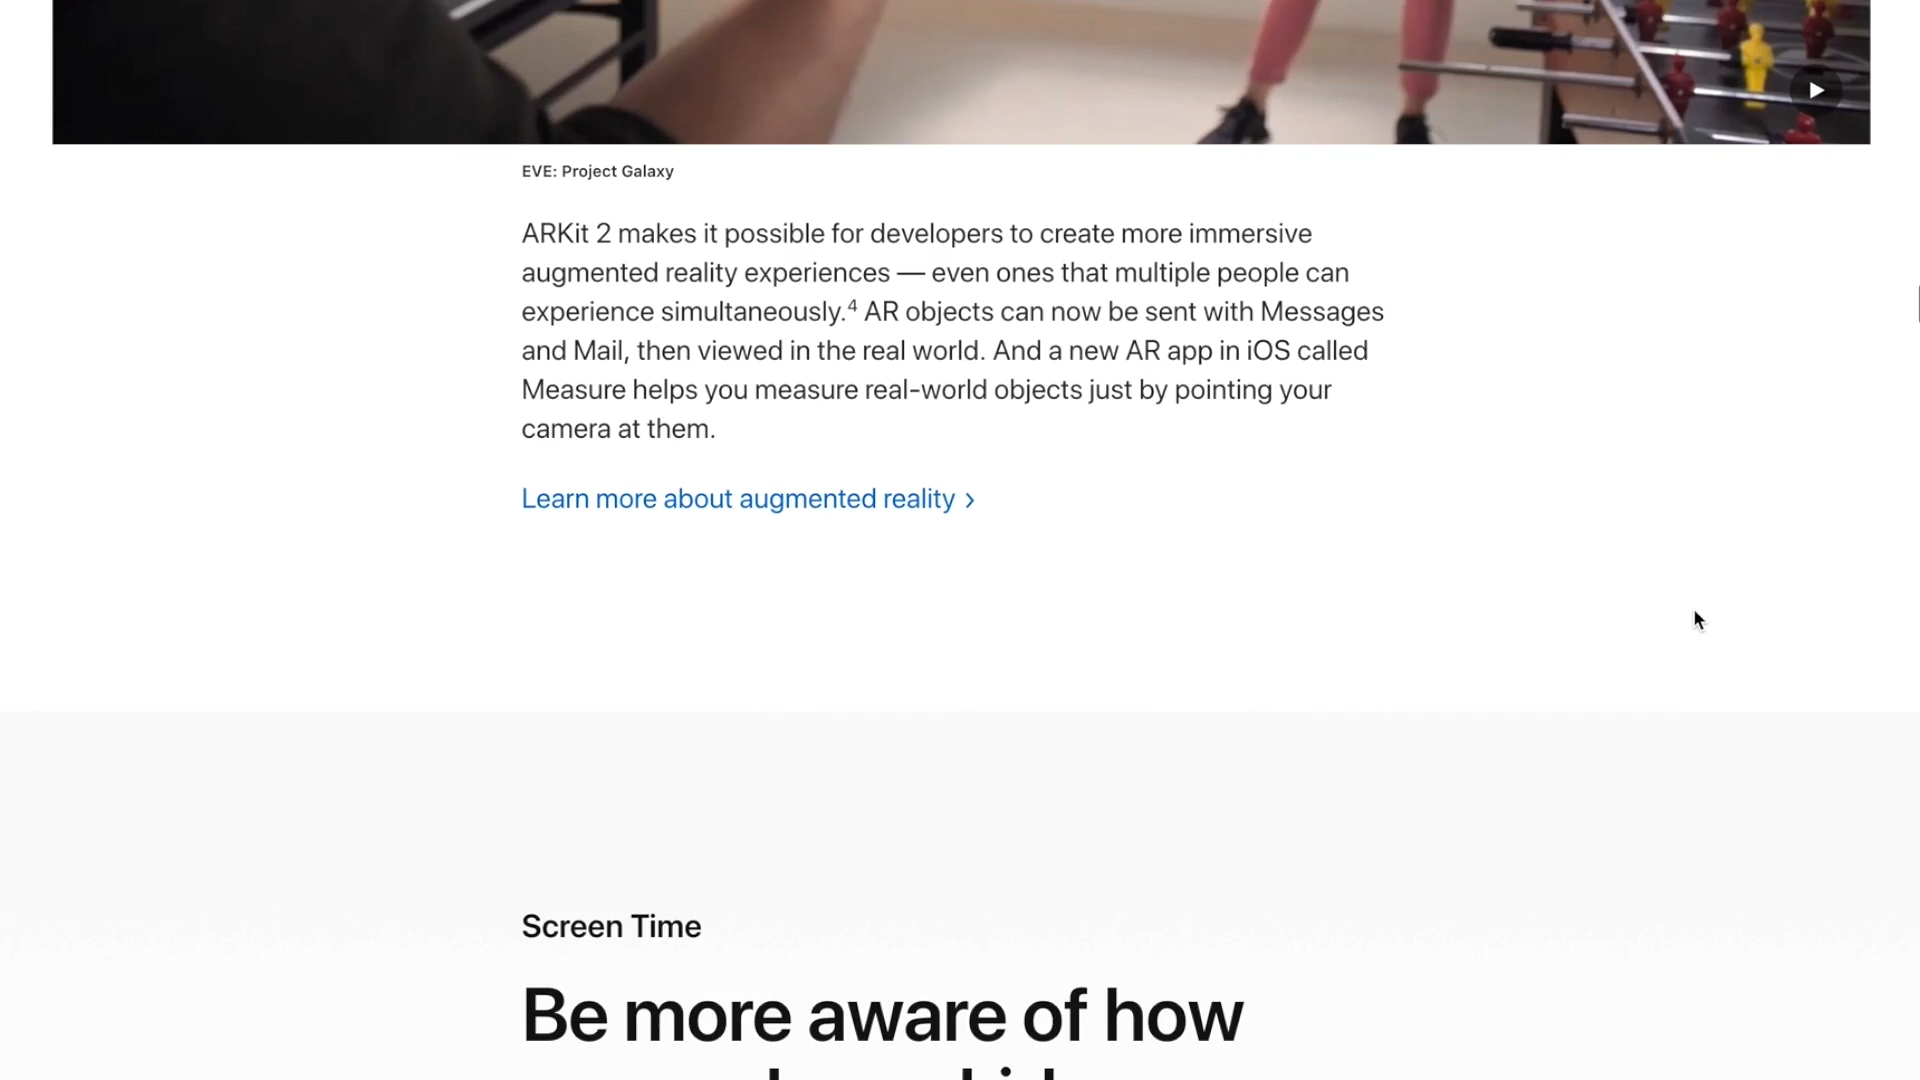 EVE: Project Galaxy
ARKit 2 makes it possible for developers to create more immersive
augmented reality experiences — even ones that multiple people can
experience simultaneously.⁴ AR objects can now be sent with Messages
and Mail, then viewed in the real world. And a new AR app in iOS called
Measure helps you measure real-world objects just by pointing your
camera at them.
Learn more about augmented reality >
Screen Time
Be more aware of how